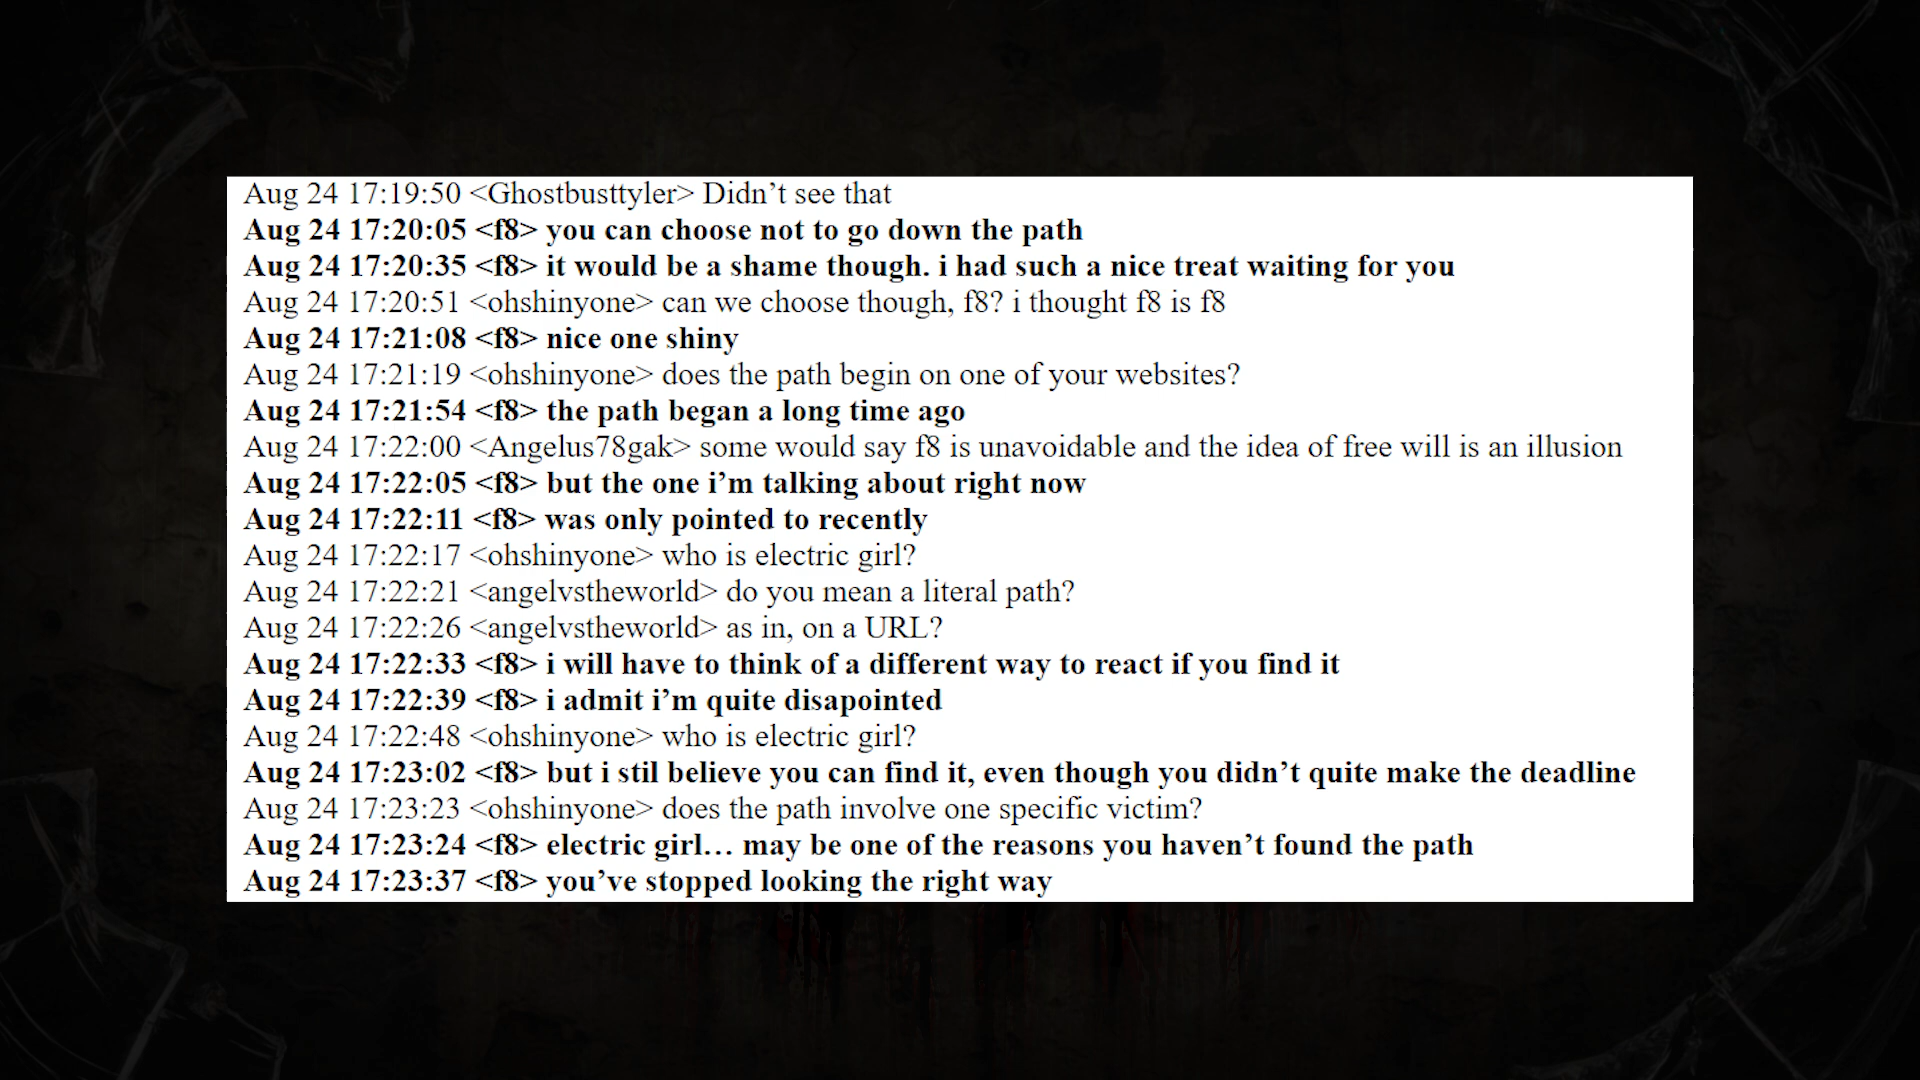 Aug 24 17:19:50 <Ghostbusttyler> Didn’t see that
Aug 24 17:20:05 <f8> you can choose not to go down the path
Aug 24 17:20:35 <f8> it would be a shame though. i had such a nice treat waiting for you
Aug 24 17:20:51 <ohshinyone> can we choose though, f8? i thought f8 is f8
Aug 24 17:21:08 <f8> nice one shiny
Aug 24 17:21:19 <ohshinyone> does the path begin on one of your websites?
Aug 24 17:21:54 <f8> the path began a long time ago
Aug 24 17:22:00 <Angelus78gak> some would say f8 is unavoidable and the idea of free will is an illusion
Aug 24 17:22:05 <f8> but the one i’m talking about right now
Aug 24 17:22:11 <f8> was only pointed to recently
Aug 24 17:22:17 <ohshinyone> who is electric girl?
Aug 24 17:22:21 <angelvstheworld> do you mean a literal path?
Aug 24 17:22:26 <angelvstheworld> as in, on a URL?
Aug 24 17:22:33 <f8> i will have to think of a different way to react if you find it
Aug 24 17:22:39 <f8> i admit i’m quite disapointed
Aug 24 17:22:48 <ohshinyone> who is electric girl?
Aug 24 17:23:02 <f8> but i stil believe you can find it, even though you didn’t quite make the deadline
Aug 24 17:23:23 <ohshinyone> does the path involve one specific victim?
Aug 24 17:23:24 <f8> electric girl… may be one of the reasons you haven’t found the path
Aug 24 17:23:37 <f8> you’ve stopped looking the right way